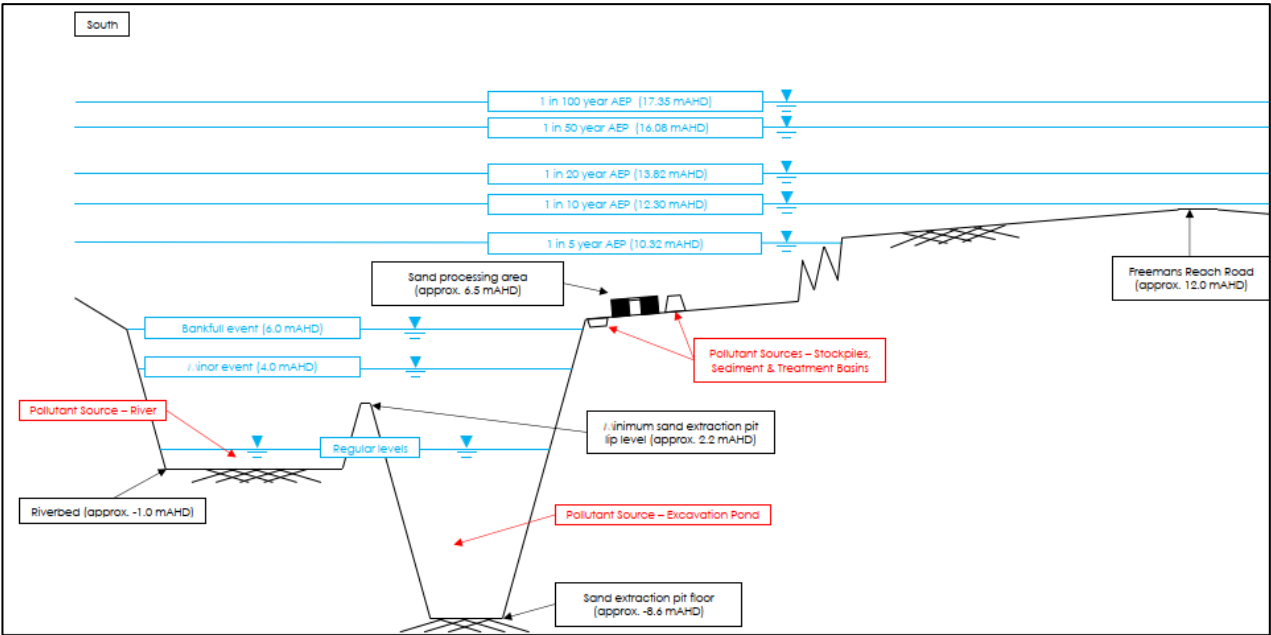 South
1 in 100 year AEP (17.35 mAHD)
1 in 50 year AEP (16.08 mAHD)
1 in 20 year AEP (13.82 mAHD)
1 in 10 year AEP (12.30 mAHD)
1 in 5 year AEP (10.32 mAHD)
Sand processing area
(approx. 6.5 mAHD)
Freemans Reach Road
(approx. 12.0 mAHD)
Bankfull event (6.0 mAHD)
Minor event (4.0 mAHD)
Pollutant Sources – Stockpiles,
Sediment & Treatment Basins
Pollutant Source – River
Minimum sand extraction pit
lip level (approx. 2.2 mAHD)
Regular levels
Riverbed (approx. -1.0 mAHD)
Pollutant Source – Excavation Pond
Sand extraction pit floor
(approx. -8.6 mAHD)